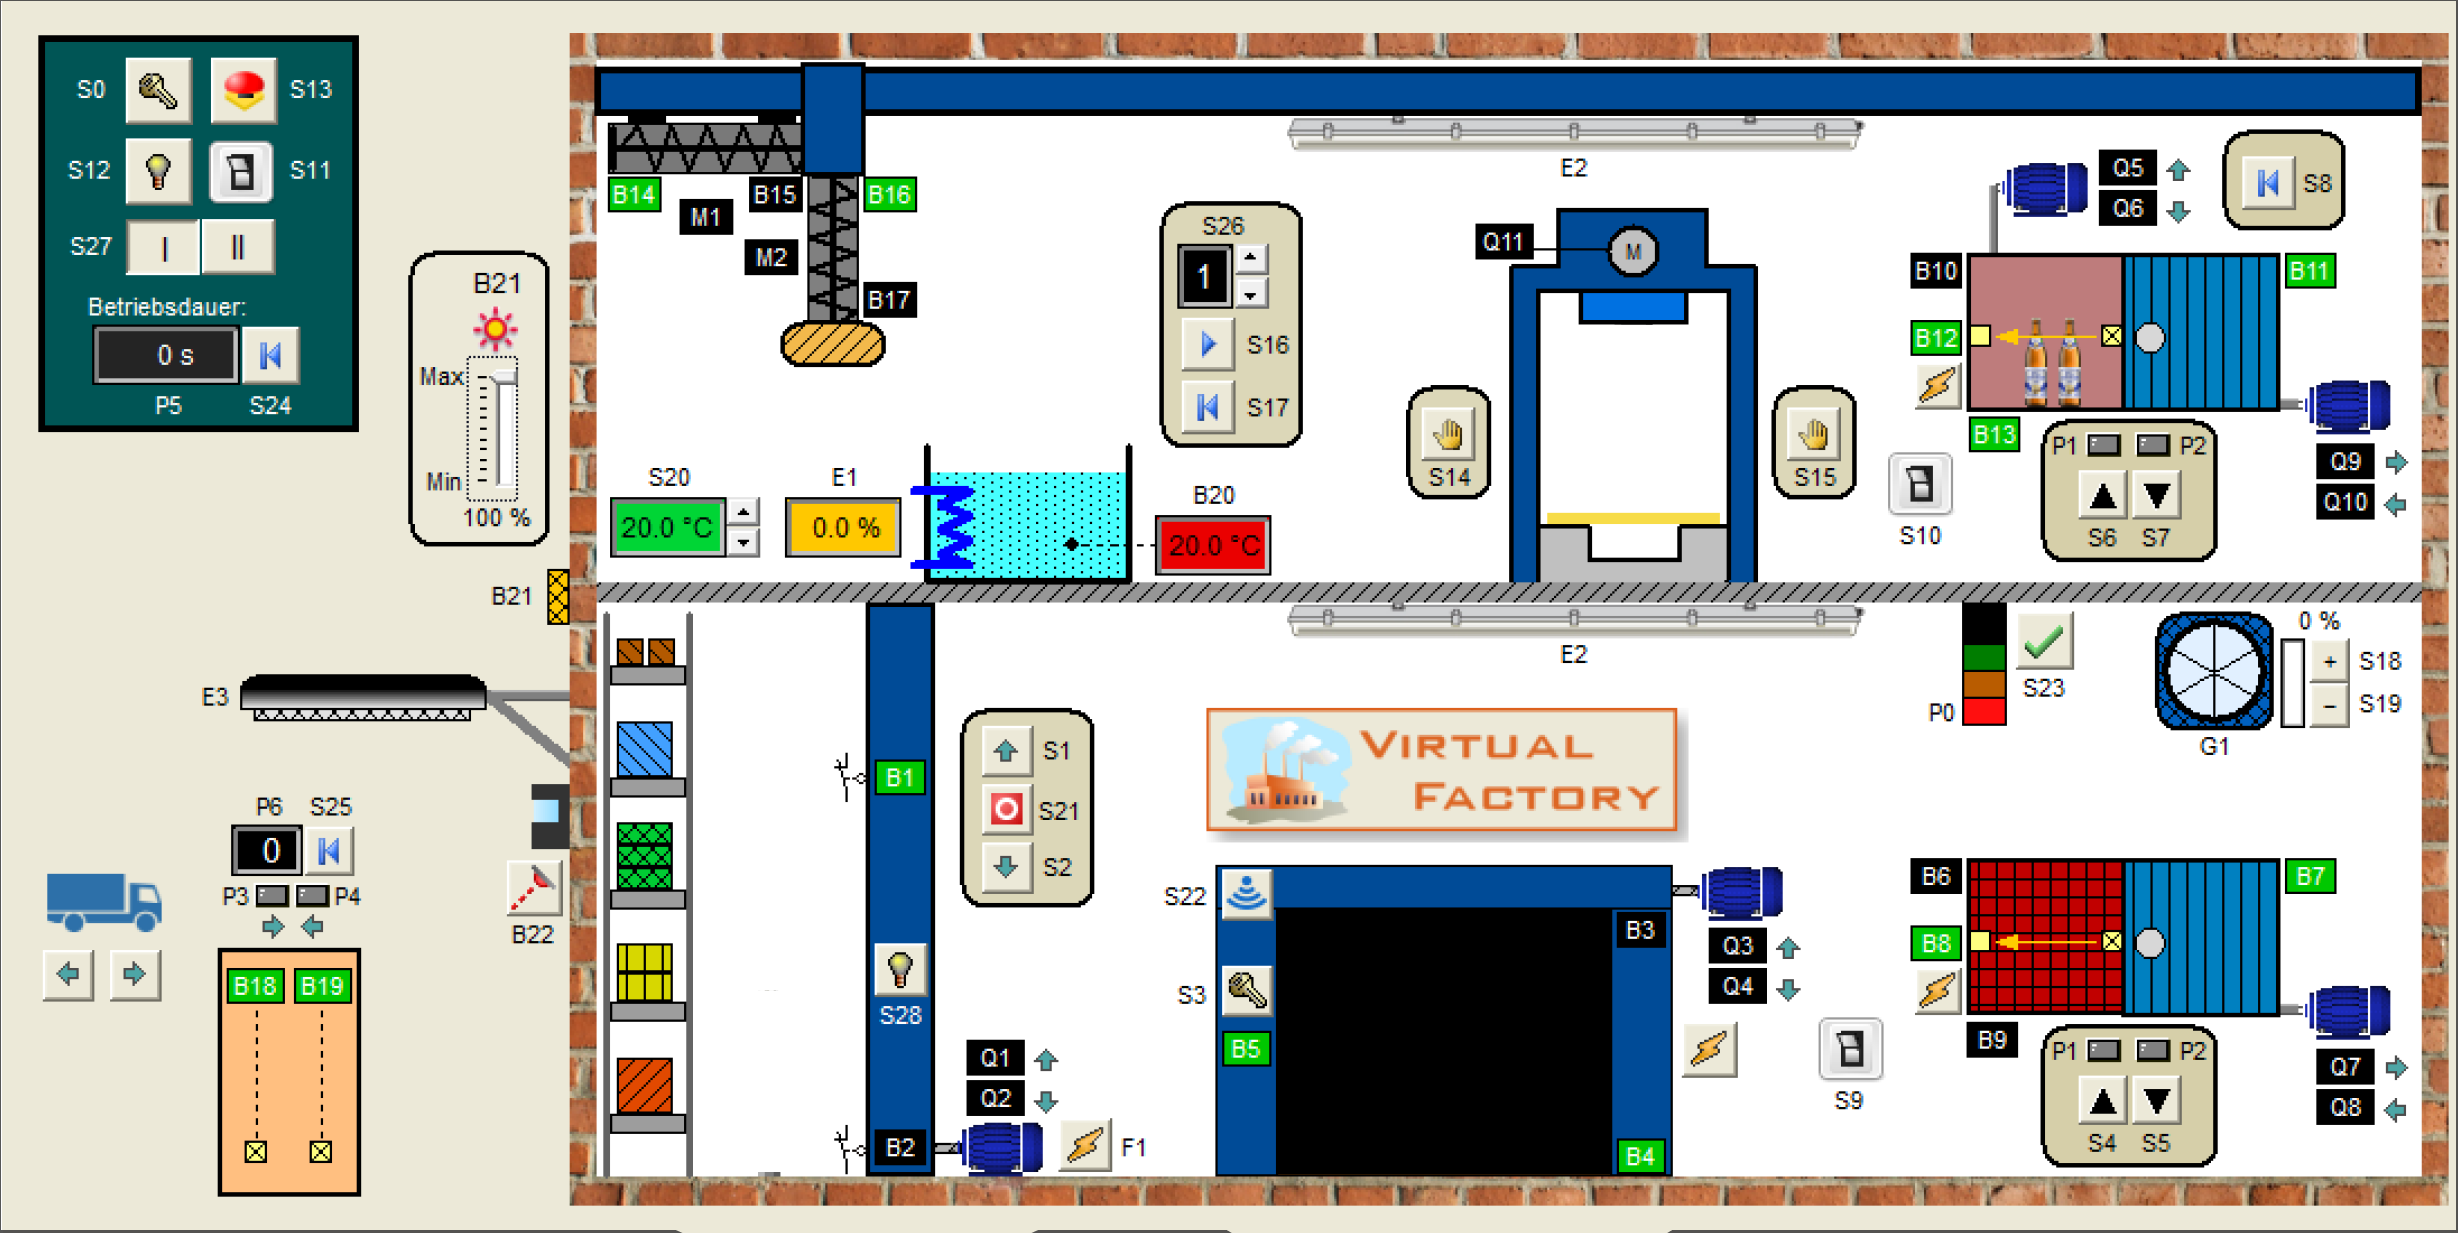 S0
S13
S12
S11
S27
I
II
Betriebsdauer:
0 s
P5
S24
B21
Max
Min
100 %
B21
E3
P6
S25
0
P3
P4
B22
B18
B19
B14
B15
B16
M1
M2
B17
S26
1
S16
S17
S20
20.0 °C
E1
0.0 %
B20
20.0 °C
E2
Q11
M
S14
S15
Q5
Q6
S8
B10
B11
B12
B13
P1
P2
S6
S7
S10
Q9
Q10
B1
S1
S21
S2
S28
Q1
Q2
B2
F1
E2
VIRTUAL
FACTORY
S22
S3
B5
B3
B4
Q3
Q4
S9
P0
S23
0 %
+
S18
−
S19
G1
B6
B7
B8
B9
P1
P2
S4
S5
Q7
Q8